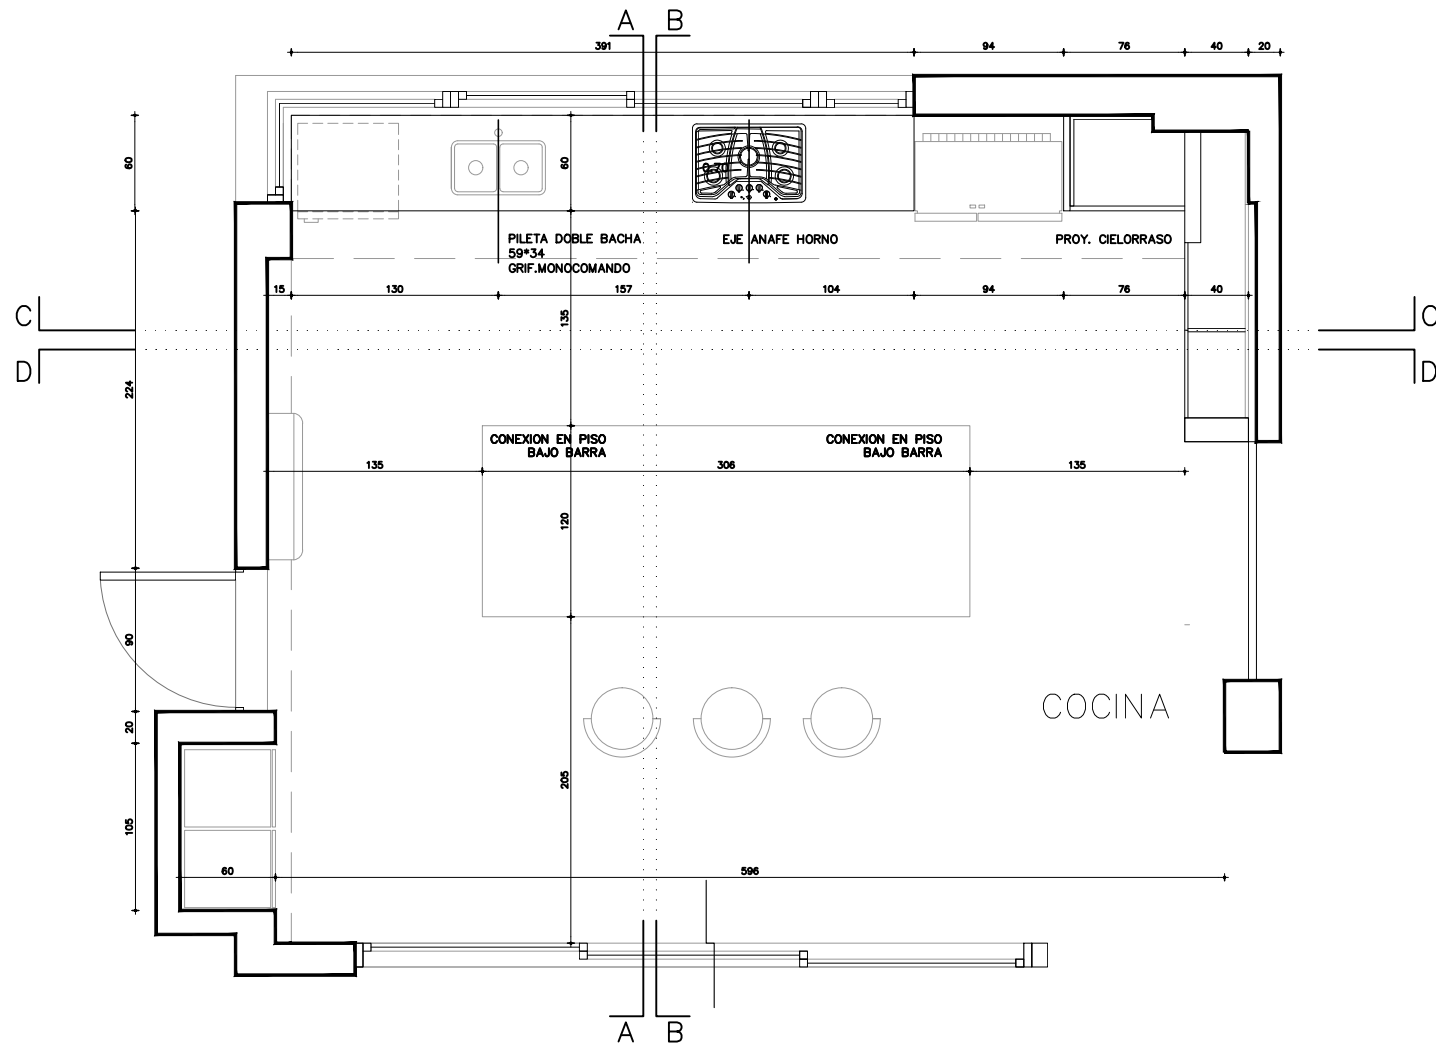 A B
391 94 76 40 20
60
60
0.70
PILETA DOBLE BACHA
59*34
GRIF.MONOCOMANDO
EJE ANAFE HORNO
PROY. CIELORRASO
15 130 157 104 94 76 40
C C
D D
135
224
CONEXION EN PISO
BAJO BARRA
CONEXION EN PISO
BAJO BARRA
135 306 135
120
90
COCINA
20
205
105
60 596
A B